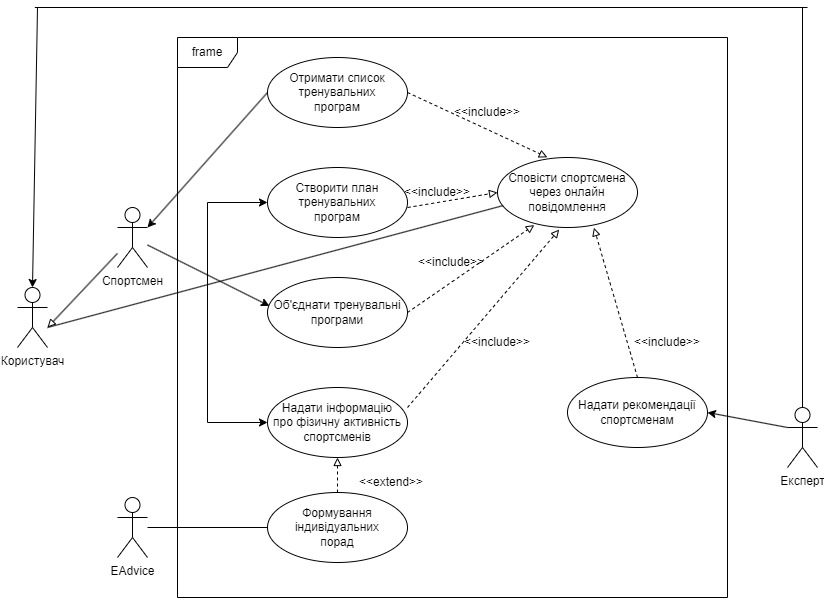 frame
Отримати список
тренувальних
програм
<<include>>
Створити план
тренувальних
програм
<<include>>
Сповісти спортсмена
через онлайн
повідомлення
<<include>>
Спортсмен
Об'єднати тренувальні
програми
<<include>>
<<include>>
Користувач
Надати інформацію
про фізичну активність
спортсменів
Надати рекомендації
спортсменам
Експерт
<<extend>>
Формування
індивідуальних
порад
EAdvice